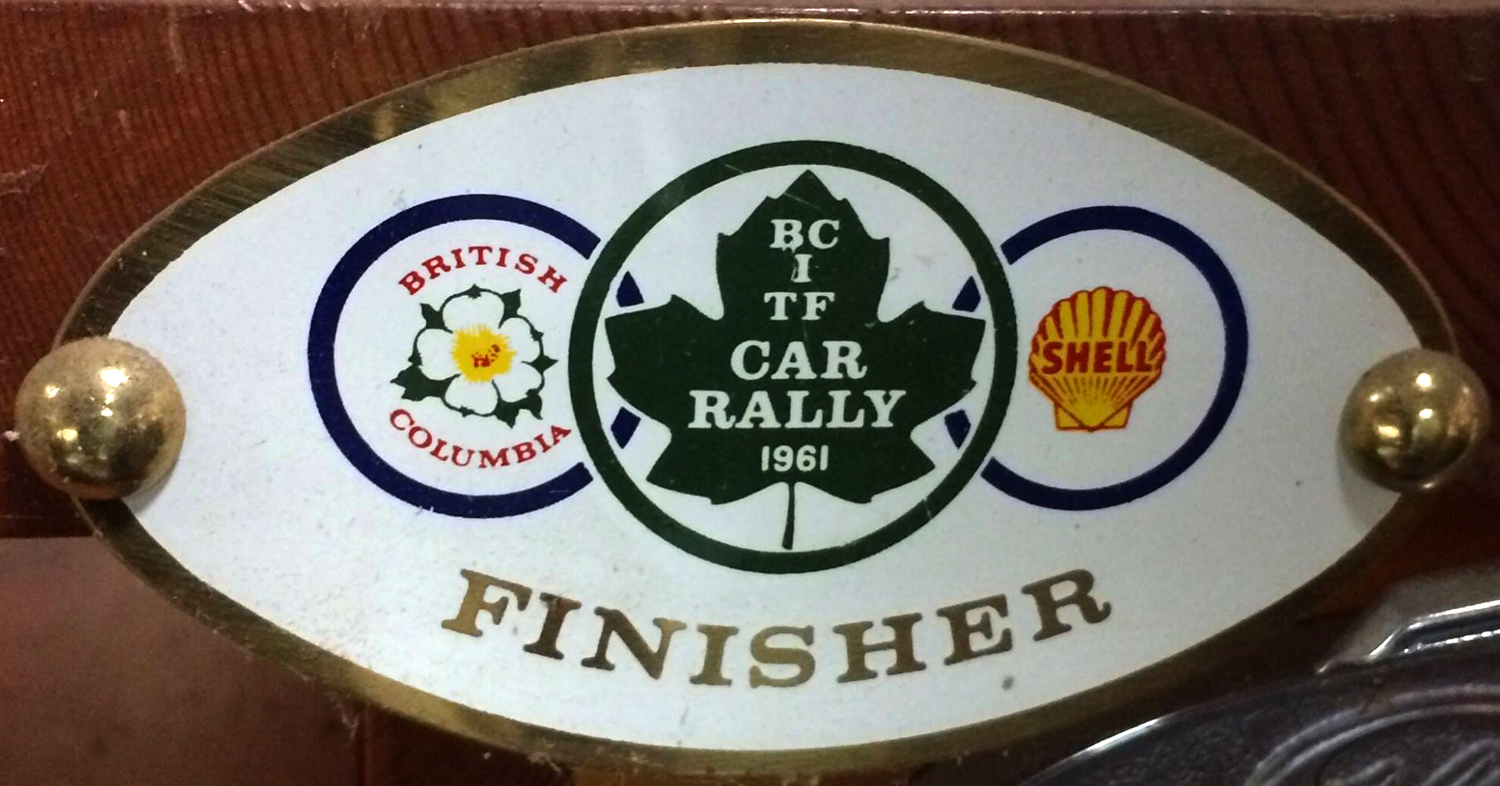 BRITISH
COLUMBIA
BC
I
TF
CAR
RALLY
1961
SHELL
FINISHER